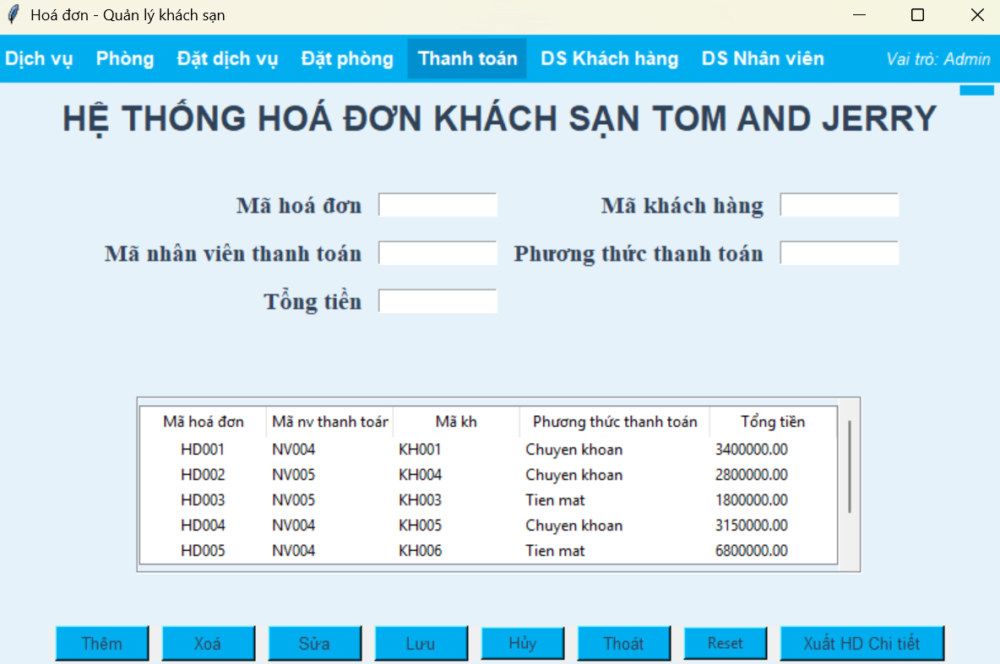 Hoá đơn - Quản lý khách sạn
Dịch vụ Phòng Đặt dịch vụ Đặt phòng Thanh toán DS Khách hàng DS Nhân viên Vai trò: Admin
HỆ THỐNG HOÁ ĐƠN KHÁCH SẠN TOM AND JERRY
Mã hoá đơn Mã khách hàng
Mã nhân viên thanh toán Phương thức thanh toán
Tổng tiền
Mã hoá đơn Mã nv thanh toár Mã kh Phương thức thanh toán Tổng tiền
HD001 NV004 KH001 Chuyen khoan 3400000.00
HD002 NV005 KH004 Chuyen khoan 2800000.00
HD003 NV005 KH003 Tien mat 1800000.00
HD004 NV004 KH005 Chuyen khoan 3150000.00
HD005 NV004 KH006 Tien mat 6800000.00
Thêm Xoá Sửa Lưu Hủy Thoát Reset Xuất HD Chi tiết